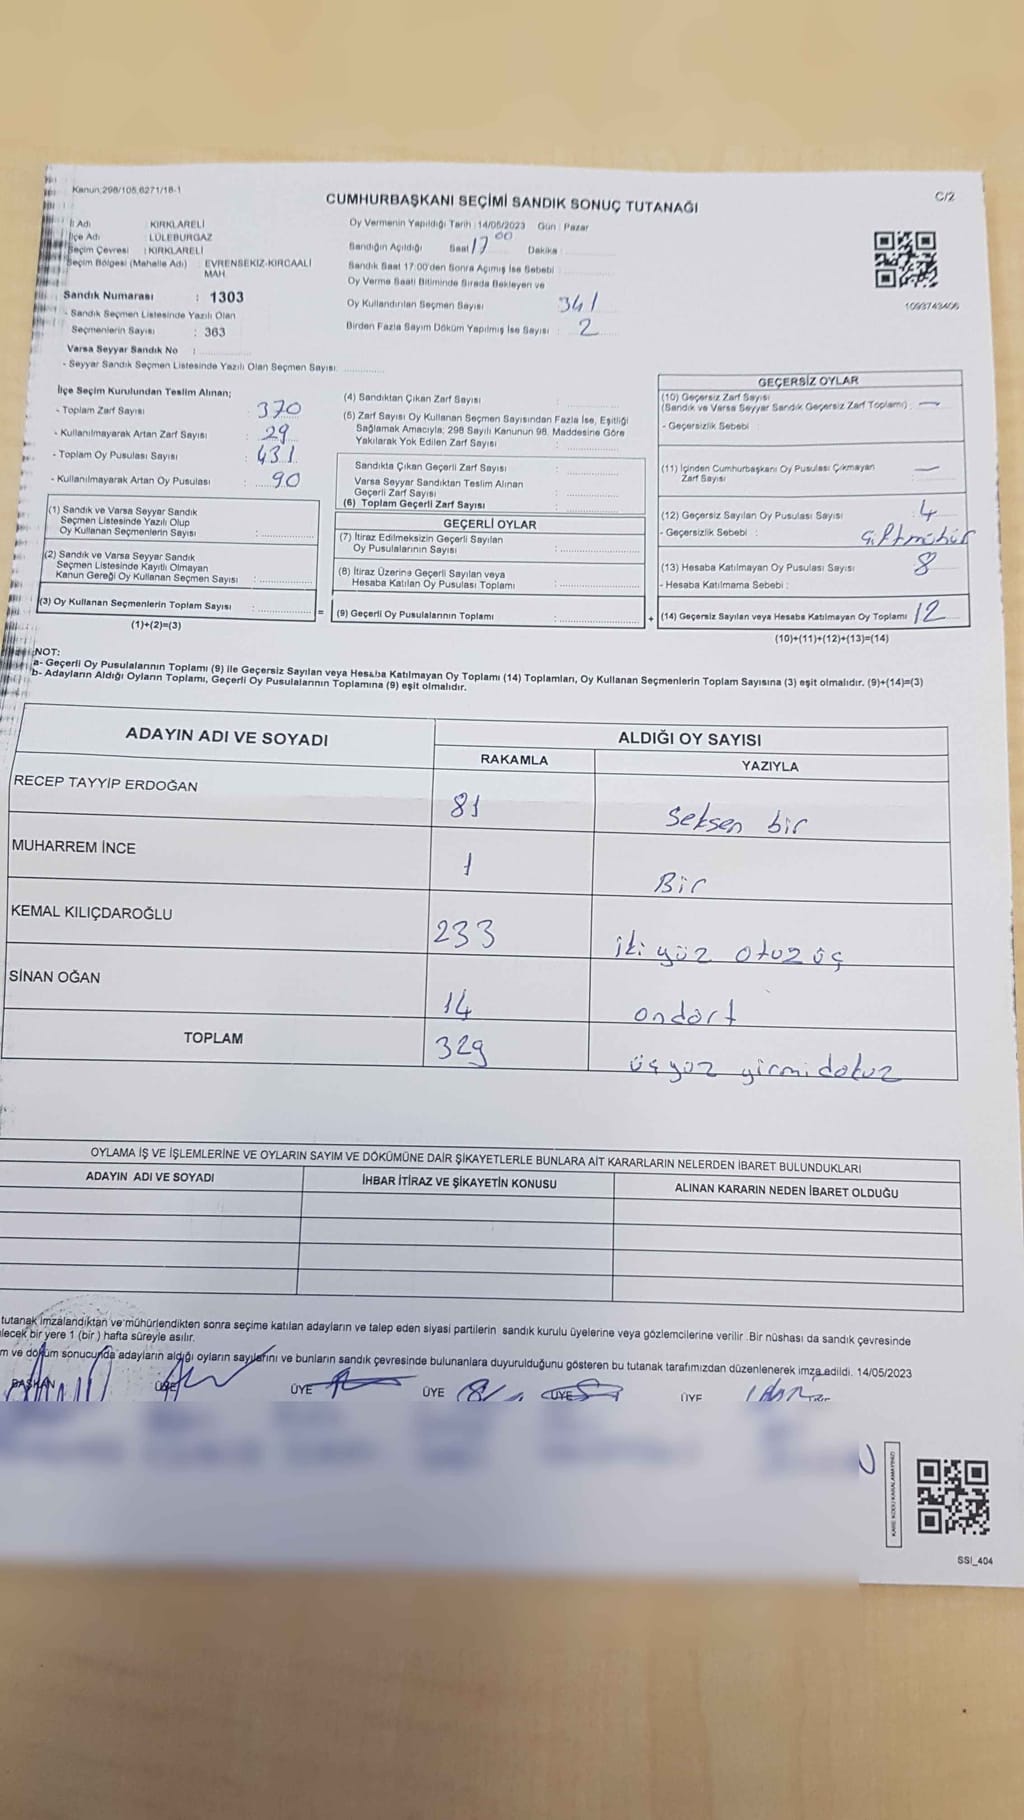 Kanun;298/105,6271/18-1
C/2
CUMHURBAŞKANI SEÇİMİ SANDIK SONUÇ TUTANAĞI
İl Adı : KIRKLARELİ
İlçe Adı : LÜLEBURGAZ
Seçim Çevresi : KIRKLARELİ
Seçim Bölgesi (Mahalle Adı) : EVRENSEKIZ-KIRCAALİ
MAH.
Sandık Numarası : 1303
- Sandık Seçmen Listesinde Yazılı Olan
Seçmenlerin Sayısı : 363
Varsa Seyyar Sandık No :
- Seyyar Sandık Seçmen Listesinde Yazılı Olan Seçmen Sayısı:
Oy Vermenin Yapıldığı Tarih : 14/05/2023 Gün : Pazar
Sandığın Açıldığı Saat 17 00 Dakika :
Sandık Saat 17:00'den Sonra Açımış İse Sebebi :
Oy Verme Saati Bitiminde Sırada Bekleyen ve
Oy Kullandırılan Seçmen Sayısı : 341
Birden Fazla Sayım Döküm Yapılmış İse Sayısı : 2
1093743406
İlçe Seçim Kurulundan Teslim Alınan;
- Toplam Zarf Sayısı : 370
- Kullanılmayarak Artan Zarf Sayısı : 29
- Toplam Oy Pusulası Sayısı : 431
- Kullanılmayarak Artan Oy Pusulası : 90
(1) Sandık ve Varsa Seyyar Sandık
Seçmen Listesinde Yazılı Olup
Oy Kullanan Seçmenlerin Sayısı :
(2) Sandık ve Varsa Seyyar Sandık
Seçmen Listesinde Kayıtlı Olmayan
Kanun Gereği Oy Kullanan Seçmen Sayısı :
(3) Oy Kullanan Seçmenlerin Toplam Sayısı :
(1)+(2)=(3)
=
(4) Sandıktan Çıkan Zarf Sayısı :
(5) Zarf Sayısı Oy Kullanan Seçmen Sayısından Fazla İse, Eşitliği
Sağlamak Amacıyla; 298 Sayılı Kanunun 98. Maddesine Göre
Yakılarak Yok Edilen Zarf Sayısı :
Sandıkta Çıkan Geçerli Zarf Sayısı :
Varsa Seyyar Sandıktan Teslim Alınan
Geçerli Zarf Sayısı :
(6) Toplam Geçerli Zarf Sayısı :
GEÇERLİ OYLAR
(7) İtiraz Edilmeksizin Geçerli Sayılan
Oy Pusulalarının Sayısı :
(8) İtiraz Üzerine Geçerli Sayılan veya
Hesaba Katılan Oy Pusulası Toplamı :
(9) Geçerli Oy Pusulalarının Toplamı :
+
GEÇERSİZ OYLAR
(10) Geçersiz Zarf Sayısı
(Sandık ve Varsa Seyyar Sandık Geçersiz Zarf Toplamı) : —
- Geçersizlik Sebebi :
(11) İçinden Cumhurbaşkanı Oy Pusulası Çıkmayan
Zarf Sayısı : —
(12) Geçersiz Sayılan Oy Pusulası Sayısı : 4
- Geçersizlik Sebebi : çiftmühür
(13) Hesaba Katılmayan Oy Pusulası Sayısı : 8
- Hesaba Katılmama Sebebi :
(14) Geçersiz Sayılan veya Hesaba Katılmayan Oy Toplamı : 12
(10)+(11)+(12)+(13)=(14)
NOT:
a- Geçerli Oy Pusulalarının Toplamı (9) ile Geçersiz Sayılan veya Hesaba Katılmayan Oy Toplamı (14) Toplamları, Oy Kullanan Seçmenlerin Toplam Sayısına (3) eşit olmalıdır. (9)+(14)=(3)
b- Adayların Aldığı Oyların Toplamı, Geçerli Oy Pusulalarının Toplamına (9) eşit olmalıdır.
ADAYIN ADI VE SOYADI
ALDIĞI OY SAYISI
RAKAMLA YAZIYLA
RECEP TAYYİP ERDOĞAN 81 seksen bir
MUHARREM İNCE 1 Bir
KEMAL KILIÇDAROĞLU 233 iki yüz otuz üç
SİNAN OĞAN 14 ondört
TOPLAM 329 üç yüz yirmi dokuz
OYLAMA İŞ VE İŞLEMLERİNE VE OYLARIN SAYIM VE DÖKÜMÜNE DAİR ŞİKAYETLERLE BUNLARA AİT KARARLARIN NELERDEN İBARET BULUNDUKLARI
ADAYIN ADI VE SOYADI İHBAR İTİRAZ VE ŞİKAYETİN KONUSU ALINAN KARARIN NEDEN İBARET OLDUĞU
tutanak imzalandıktan ve mühürlendikten sonra seçime katılan adayların ve talep eden siyasi partilerin sandık kurulu üyelerine veya gözlemcilerine verilir. Bir nüshası da sandık çevresinde
bir yere 1 (bir ) hafta süreyle asılır.
ve döküm sonucunda adayların aldığı oyların sayılarını ve bunların sandık çevresinde bulunanlara duyurulduğunu gösteren bu tutanak tarafımızdan düzenlenerek imza edildi. 14/05/2023
BAŞKAN ÜYE ÜYE ÜYE ÜYE ÜYE
KARE KODU KARALAMAYINIZ!
SSI_404